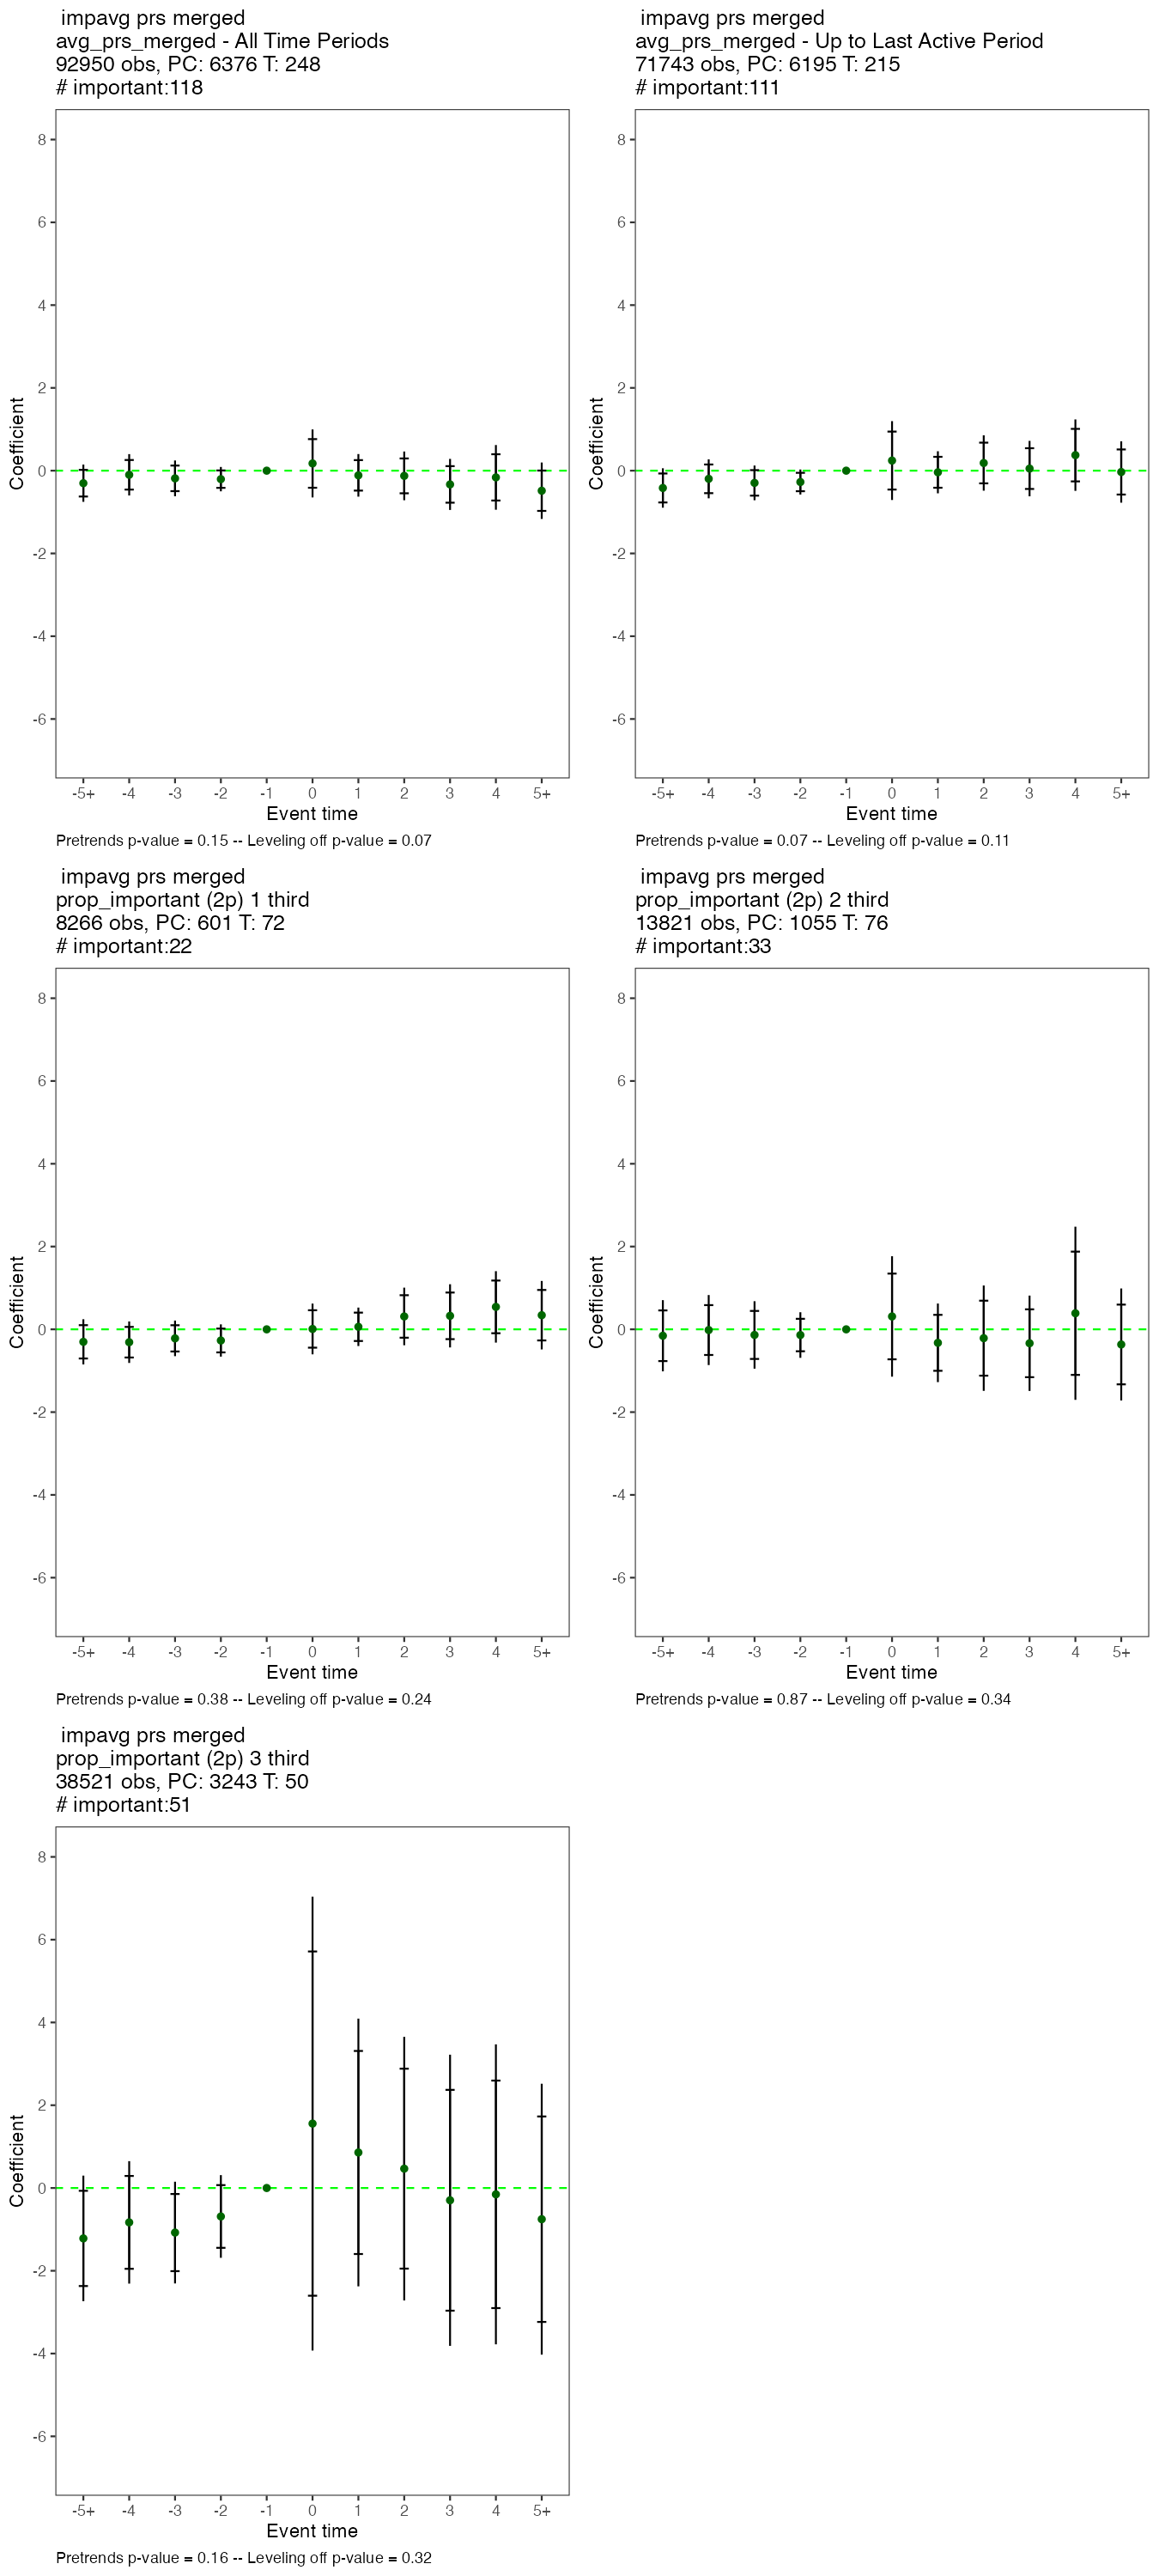 impavg prs merged
avg_prs_merged - All Time Periods
92950 obs, PC: 6376 T: 248
# important:118
8
6
4
2
0
-2
-4
-6
Coefficient
-5+ -4 -3 -2 -1 0 1 2 3 4 5+
Event time
Pretrends p-value = 0.15 -- Leveling off p-value = 0.07
impavg prs merged
avg_prs_merged - Up to Last Active Period
71743 obs, PC: 6195 T: 215
# important:111
8
6
4
2
0
-2
-4
-6
Coefficient
-5+ -4 -3 -2 -1 0 1 2 3 4 5+
Event time
Pretrends p-value = 0.07 -- Leveling off p-value = 0.11
impavg prs merged
prop_important (2p) 1 third
8266 obs, PC: 601 T: 72
# important:22
8
6
4
2
0
-2
-4
-6
Coefficient
-5+ -4 -3 -2 -1 0 1 2 3 4 5+
Event time
Pretrends p-value = 0.38 -- Leveling off p-value = 0.24
impavg prs merged
prop_important (2p) 2 third
13821 obs, PC: 1055 T: 76
# important:33
8
6
4
2
0
-2
-4
-6
Coefficient
-5+ -4 -3 -2 -1 0 1 2 3 4 5+
Event time
Pretrends p-value = 0.87 -- Leveling off p-value = 0.34
impavg prs merged
prop_important (2p) 3 third
38521 obs, PC: 3243 T: 50
# important:51
8
6
4
2
0
-2
-4
-6
Coefficient
-5+ -4 -3 -2 -1 0 1 2 3 4 5+
Event time
Pretrends p-value = 0.16 -- Leveling off p-value = 0.32